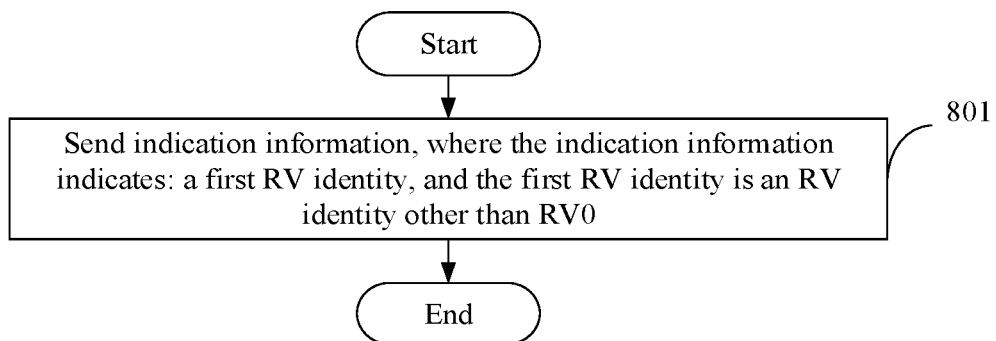 Start
801
Send indication information, where the indication information
indicates: a first RV identity, and the first RV identity is an RV
identity other than RV0
End